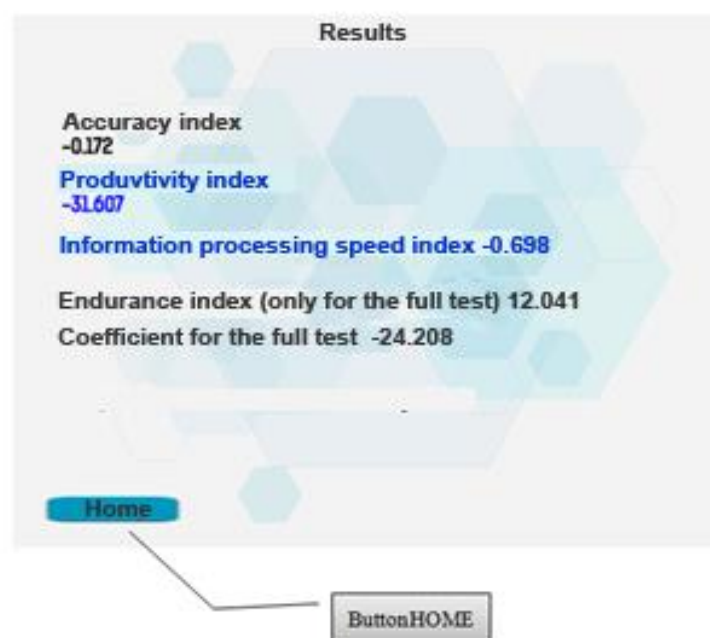 Results
Accuracy index
-0.172
Produvtivity index
-31.607
Information processing speed index -0.698
Endurance index (only for the full test) 12.041
Coefficient for the full test -24.208
Home
ButtonHOME